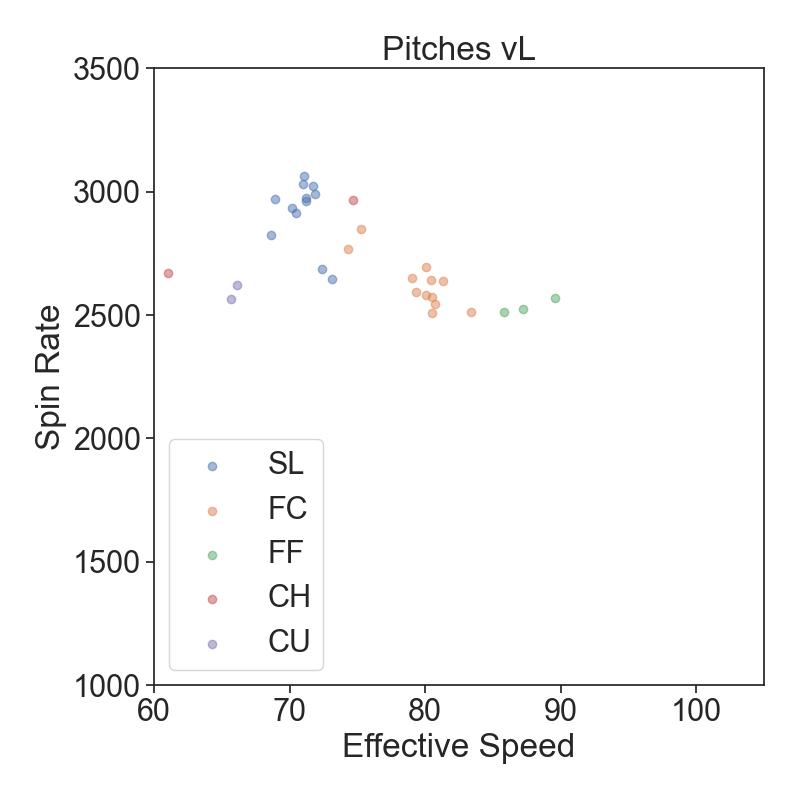 Pitches vL
3500
3000
2500
2000
1500
1000
Spin Rate
SL
FC
FF
CH
CU
60 70 80 90 100
Effective Speed